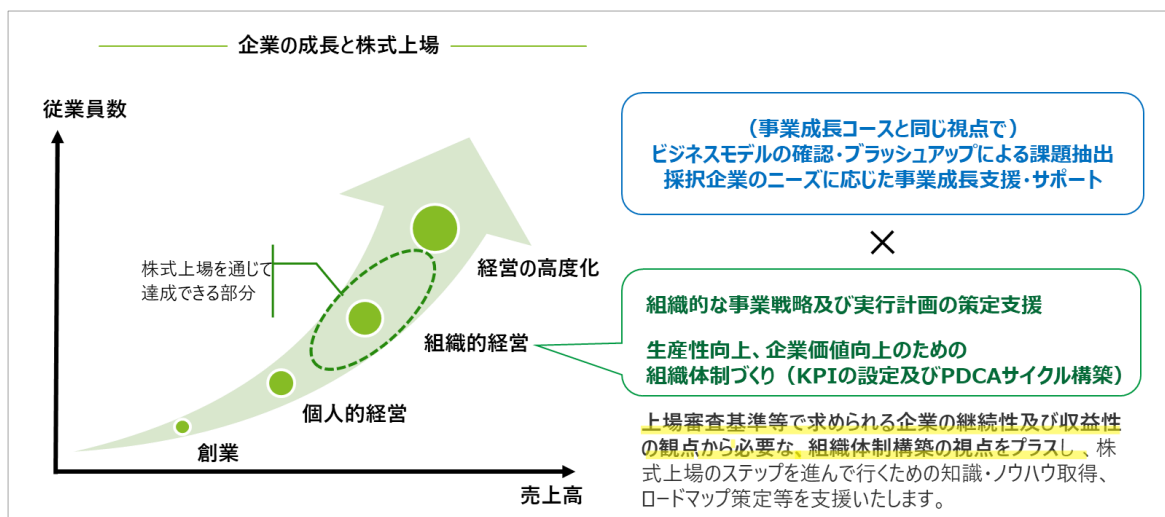 企業の成長と株式上場
従業員数
株式上場を通じて
達成できる部分
経営の高度化
組織的経営
個人的経営
創業
売上高
（事業成長コースと同じ視点で）
ビジネスモデルの確認・ブラッシュアップによる課題抽出
採択企業のニーズに応じた事業成長支援・サポート
×
組織的な事業戦略及び実行計画の策定支援
生産性向上、企業価値向上のための
組織体制づくり（KPIの設定及びPDCAサイクル構築）
上場審査基準等で求められる企業の継続性及び収益性
の観点から必要な、組織体制構築の視点をプラスし、株
式上場のステップを進んで行くための知識・ノウハウ取得、
ロードマップ策定等を支援いたします。